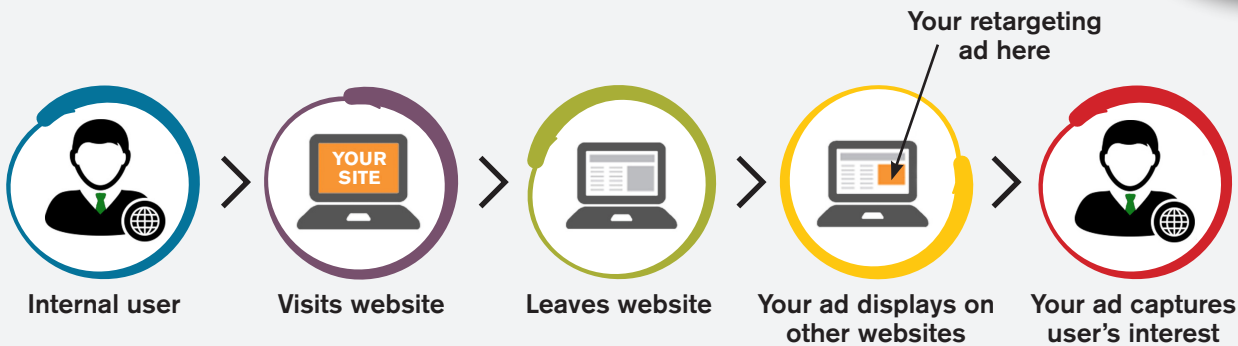 Your retargeting
ad here
YOUR
SITE
Internal user
Visits website
Leaves website
Your ad displays on
other websites
Your ad captures
user's interest